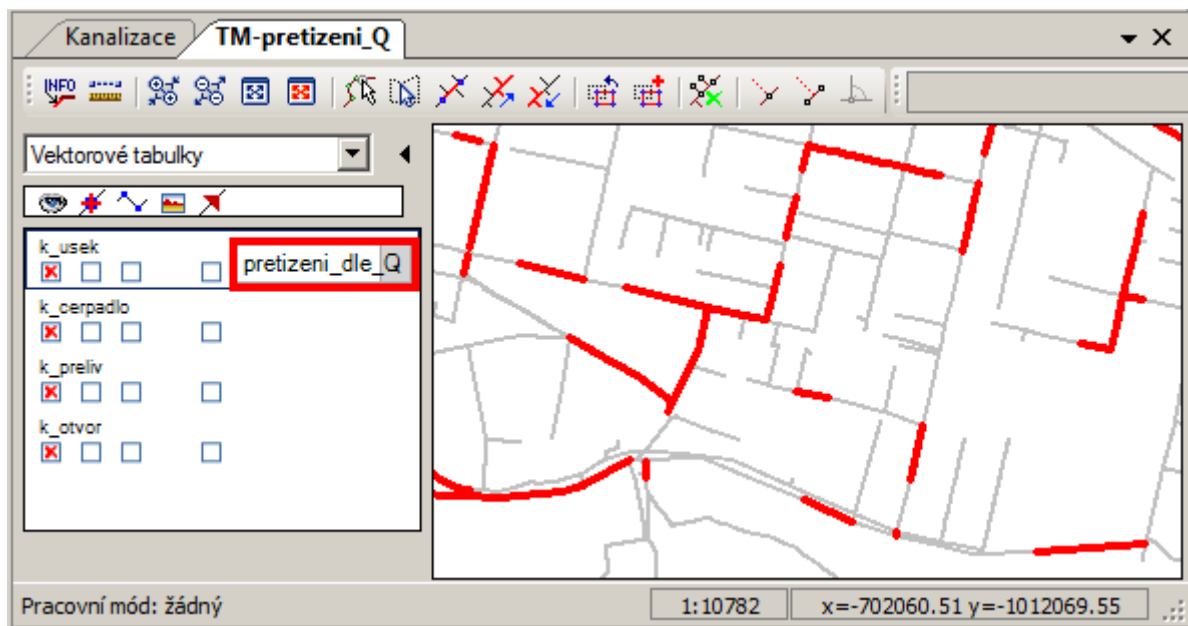 Kanalizace TM-pretizeni_Q
INFO
Vektorové tabulky
k_usek
pretizeni_dle_Q
k_cerpadlo
k_preliv
k_otvor
Pracovní mód: žádný 1:10782 x=-702060.51 y=-1012069.55